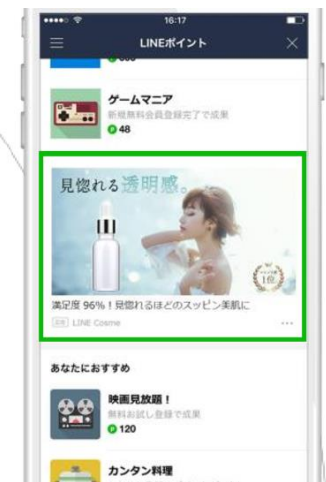 16:17
LINEポイント
ゲームマニア
新規無料会員登録完了で成果
P 48
見惚れる透明感。
1位
満足度 96%！見惚れるほどのスッピン美肌に
広告 LINE Cosme
あなたにおすすめ
映画見放題！
無料お試し登録で成果
P 120
カンタン料理